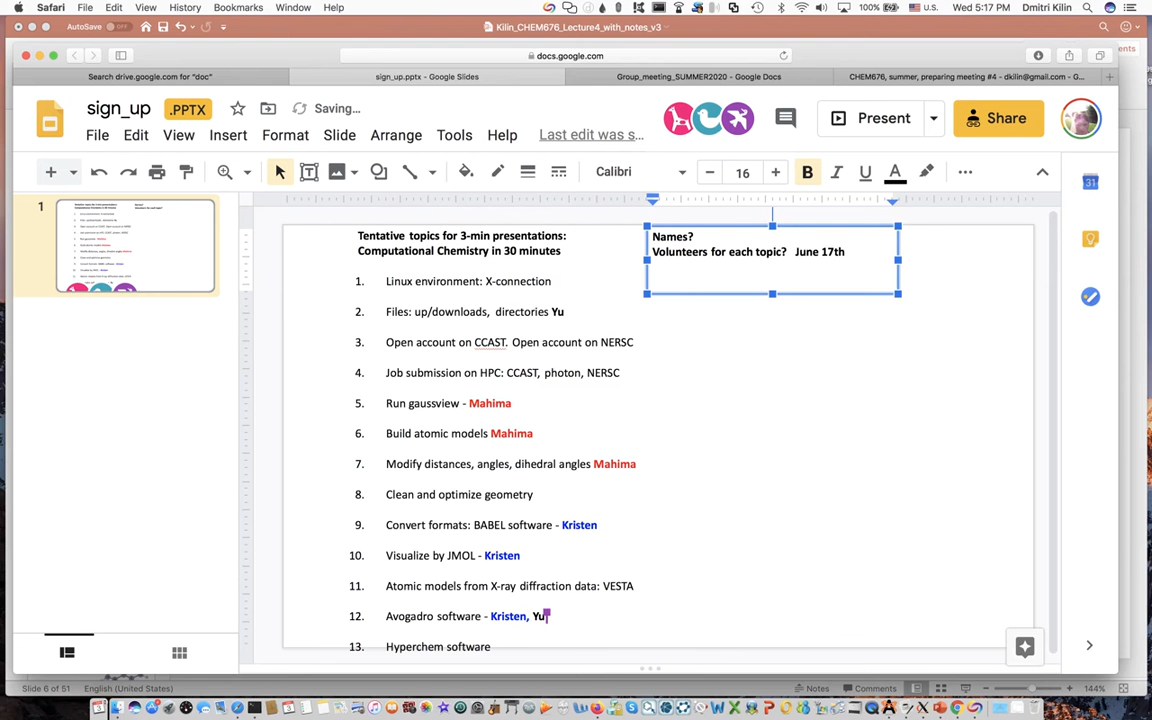 Safari File Edit View History Bookmarks Window Help 100% U.S. Wed 5:17 PM Dmitri Kilin
AutoSave OFF Kilin_CHEM676_Lecture4_with_notes_v3
docs.google.com
Search drive.google.com for "doc" sign_up.pptx - Google Slides Group_meeting_SUMMER2020 - Google Docs CHEM676, summer, preparing meeting #4 - dkilin@gmail.com - G...
sign_up .PPTX Saving...
File Edit View Insert Format Slide Arrange Tools Help Last edit was s...
Present Share
Calibri 16 B I U A
1
Tentative topics for 3-min presentations:
Computational Chemistry in 30 minutes
Names?
Volunteers for each topic? June 17th
1. Linux environment: X-connection
2. Files: up/downloads, directories Yu
3. Open account on CCAST. Open account on NERSC
4. Job submission on HPC: CCAST, photon, NERSC
5. Run gaussview - Mahima
6. Build atomic models Mahima
7. Modify distances, angles, dihedral angles Mahima
8. Clean and optimize geometry
9. Convert formats: BABEL software - Kristen
10. Visualize by JMOL - Kristen
11. Atomic models from X-ray diffraction data: VESTA
12. Avogadro software - Kristen, Yu
13. Hyperchem software
Slide 6 of 51 English (United States) Notes Comments 144%